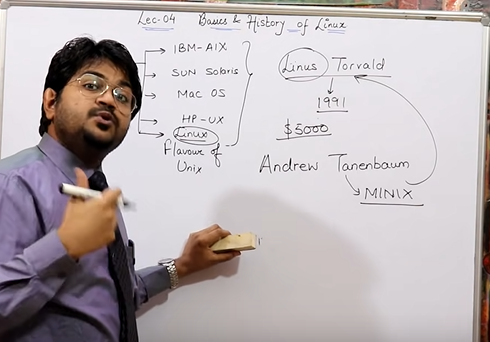 Lec-04 Basics & History of Linux
IBM-AIX
SUN Solaris
Mac OS
HP-UX
Linux
Flavour of
Unix
Linus Torvald
1991
$5000
Andrew Tanenbaum
MINIX